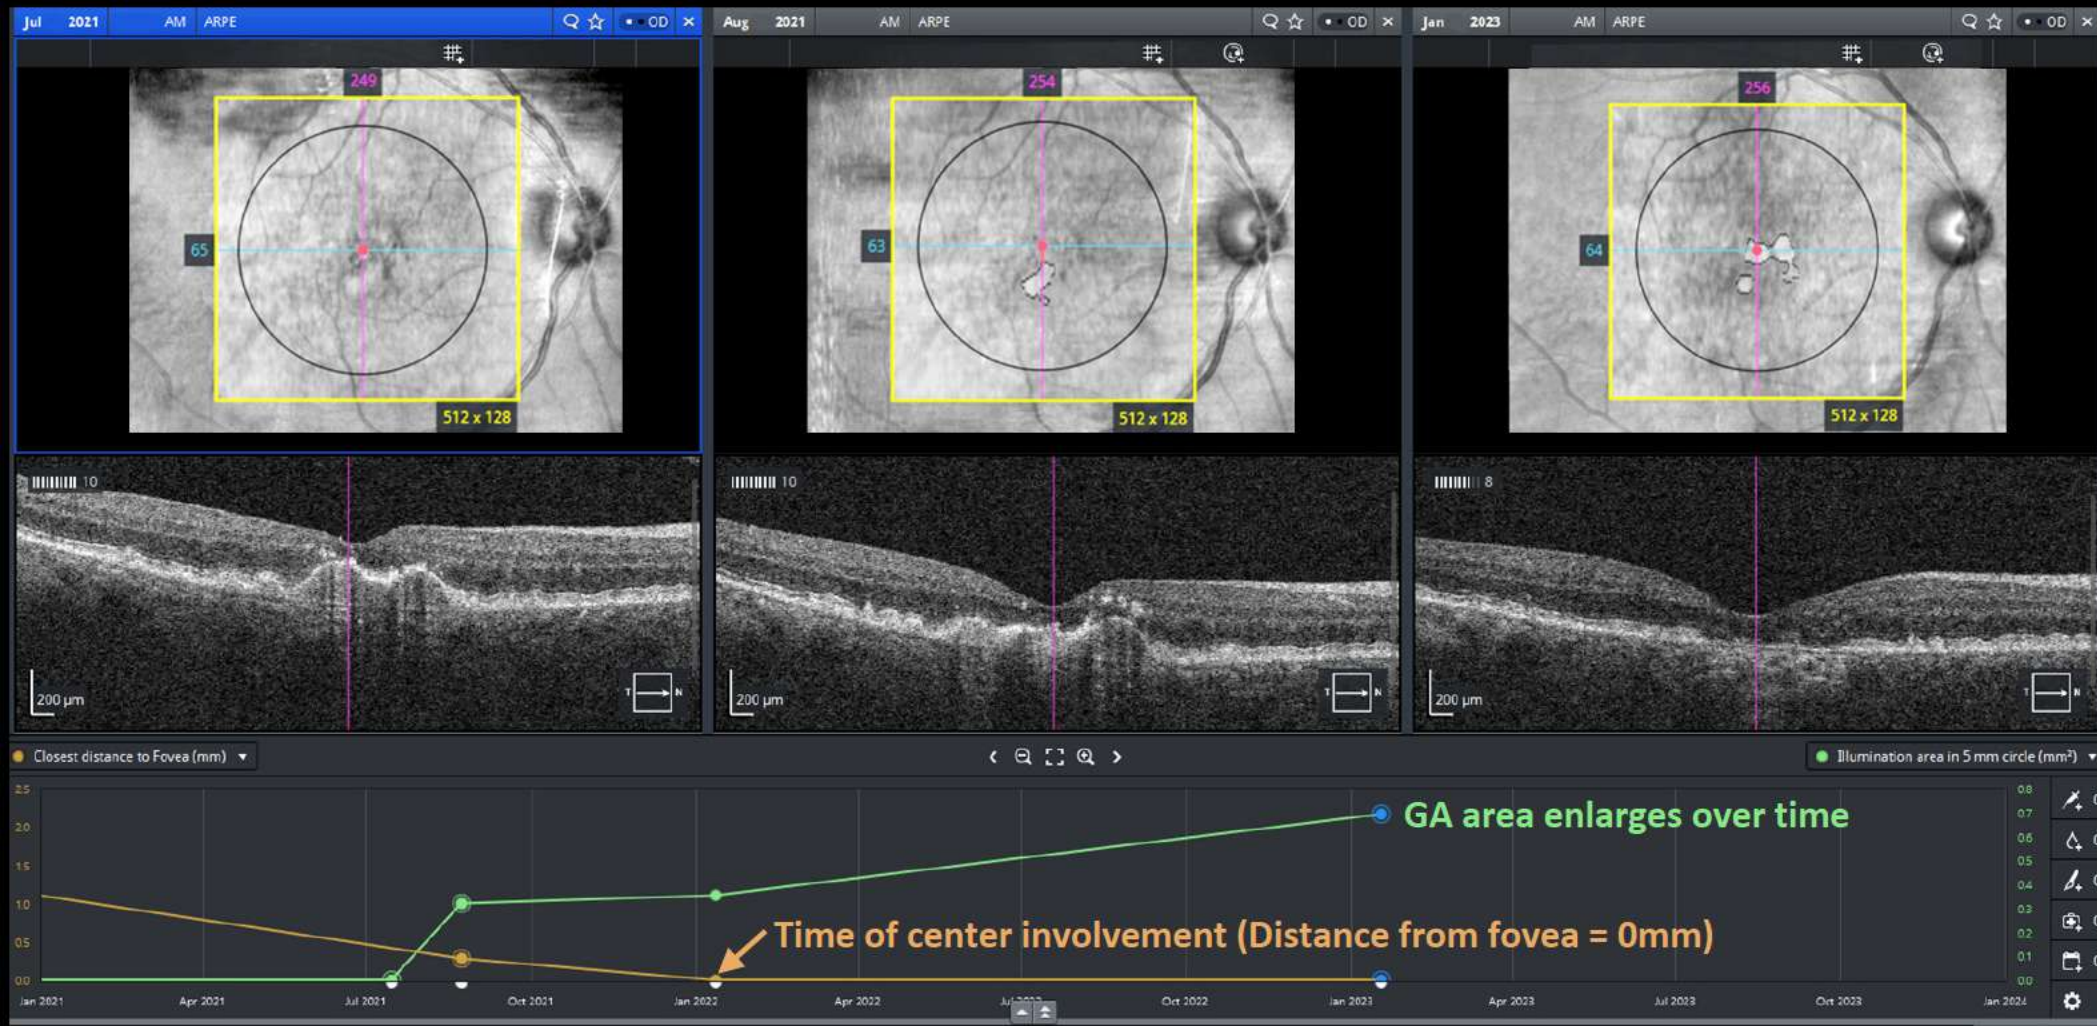 Jul 2021 AM ARPE OD ×
Aug 2021 AM ARPE OD ×
Jan 2023 AM ARPE OD ×
249
65
512 x 128
254
63
512 x 128
256
64
512 x 128
10
200 µm
T N
10
200 µm
T N
8
200 µm
T N
Closest distance to Fovea (mm)
Illumination area in 5 mm circle (mm²)
2.5
2.0
1.5
1.0
0.5
0.0
GA area enlarges over time
Time of center involvement (Distance from fovea = 0mm)
0.8
0.7
0.6
0.5
0.4
0.3
0.2
0.1
0.0
Jan 2021 Apr 2021 Jul 2021 Oct 2021 Jan 2022 Apr 2022 Oct 2022 Jan 2023 Apr 2023 Jul 2023 Oct 2023 Jan 2024